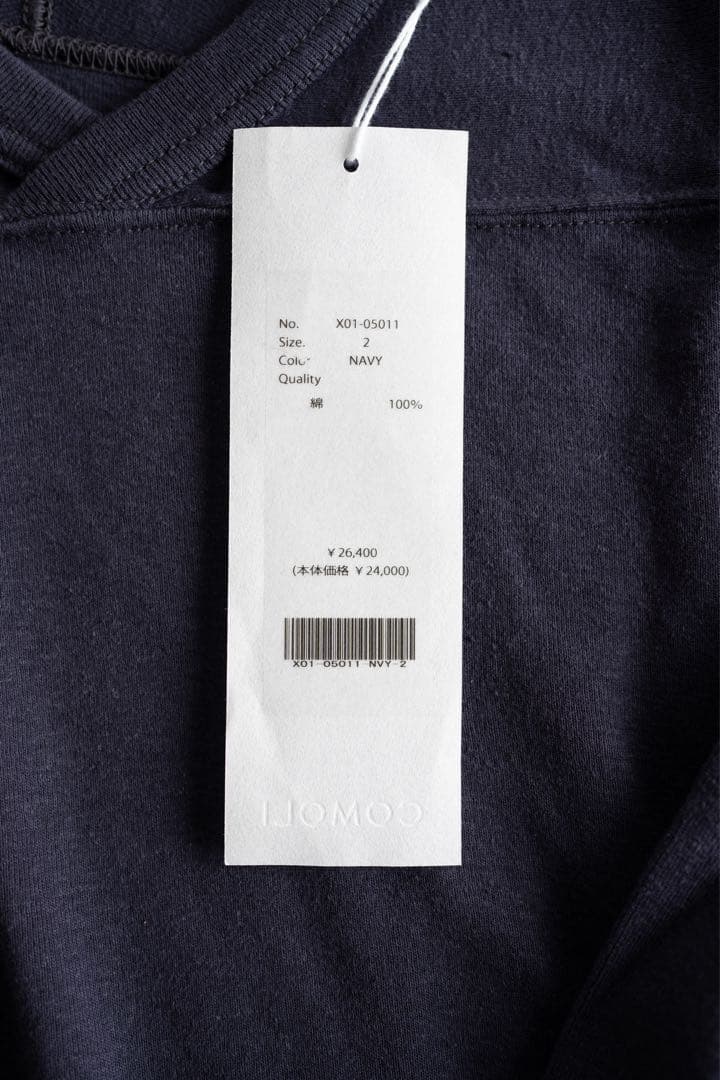 No. X01-05011
Size. 2
Color NAVY
Quality
綿 100%
¥ 26,400
(本体価格 ¥ 24,000)
X01-05011-NVY-2
COMOLI